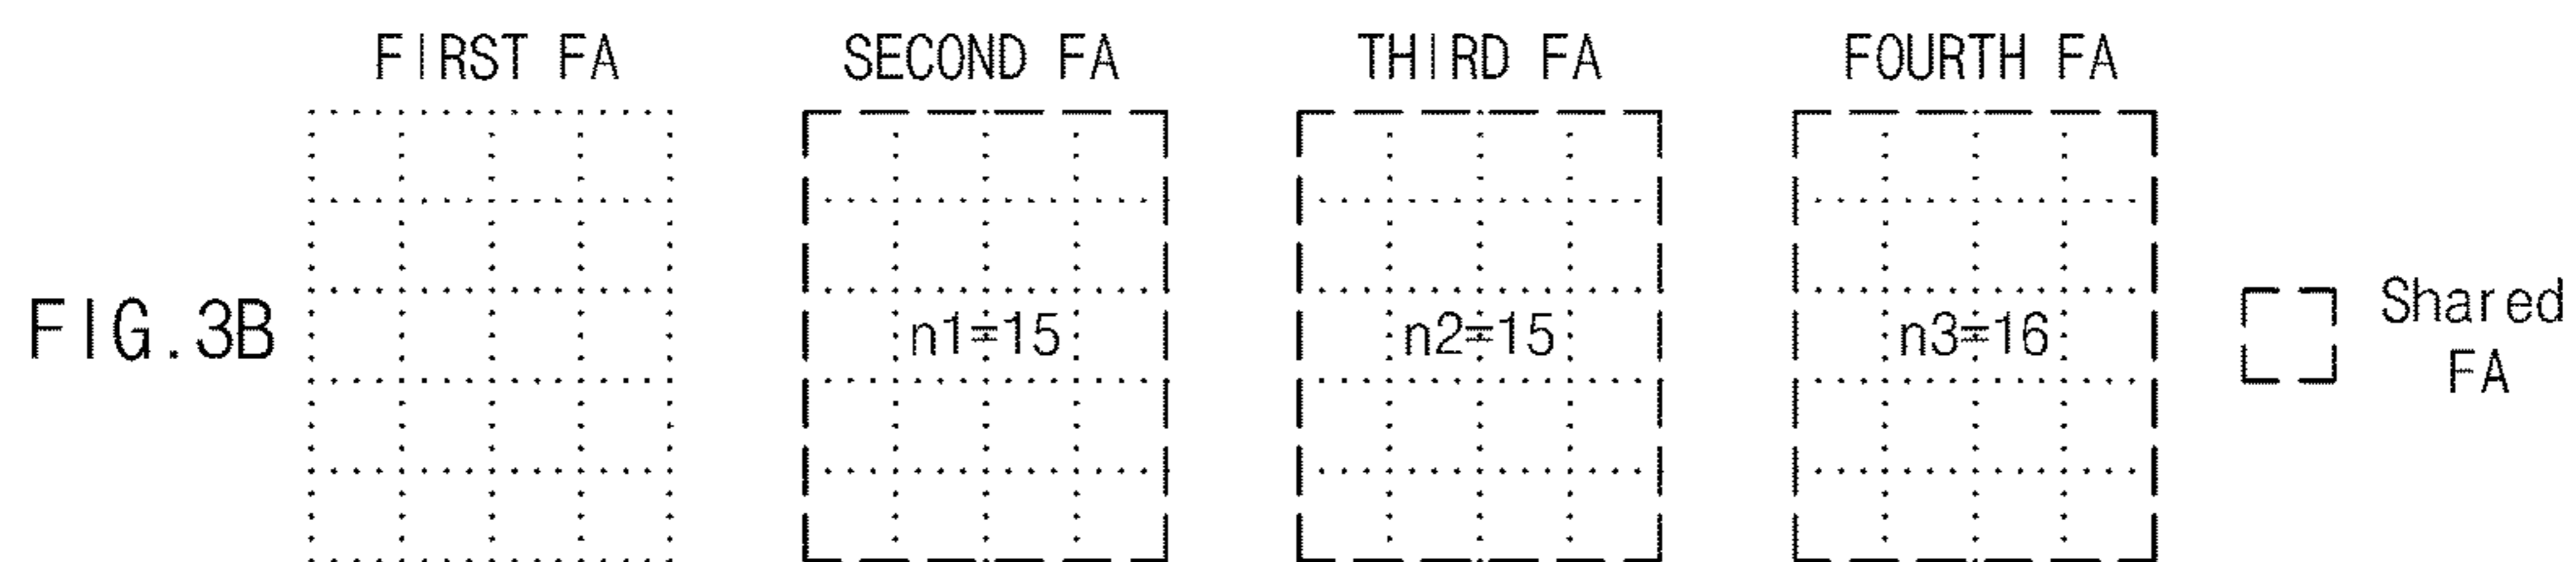 FIRST FA
SECOND FA
THIRD FA
FOURTH FA
FIG.3B
n1=15
n2=15
n3=16
Shared
FA